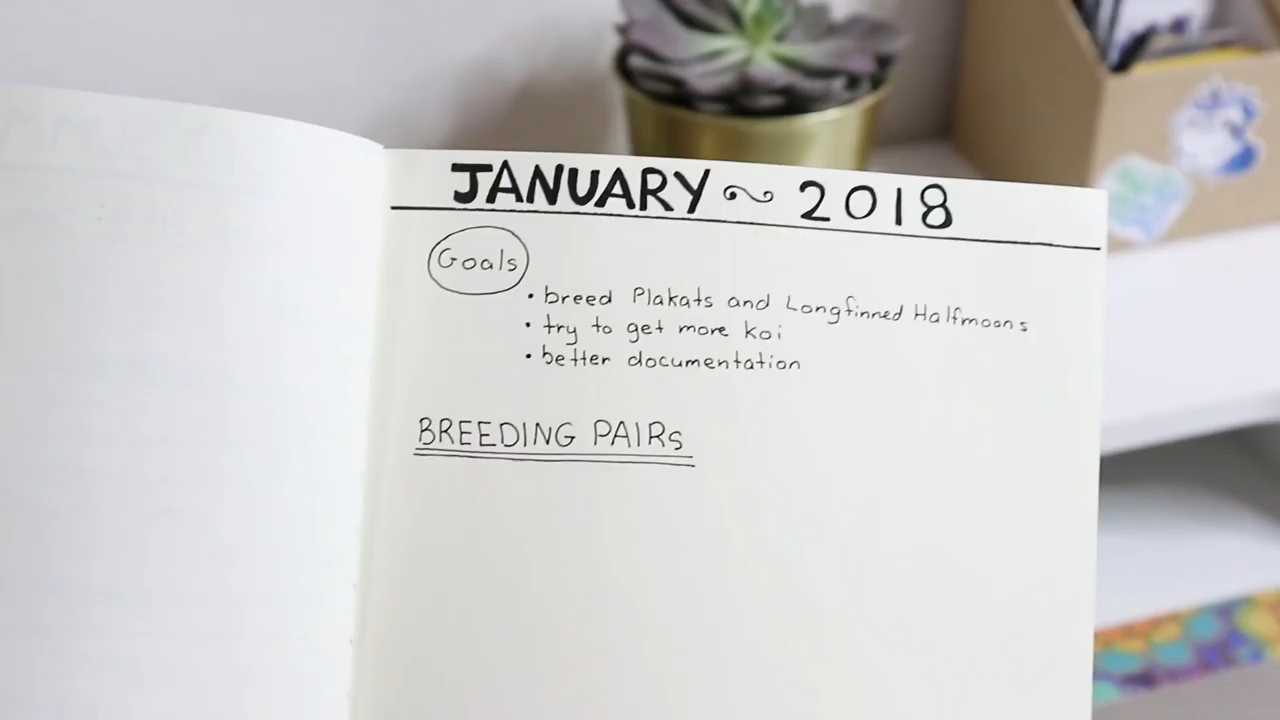 JANUARY ~ 2018
Goals
• breed Plakats and Longfinned Halfmoons
• try to get more koi
• better documentation
BREEDING PAIRs